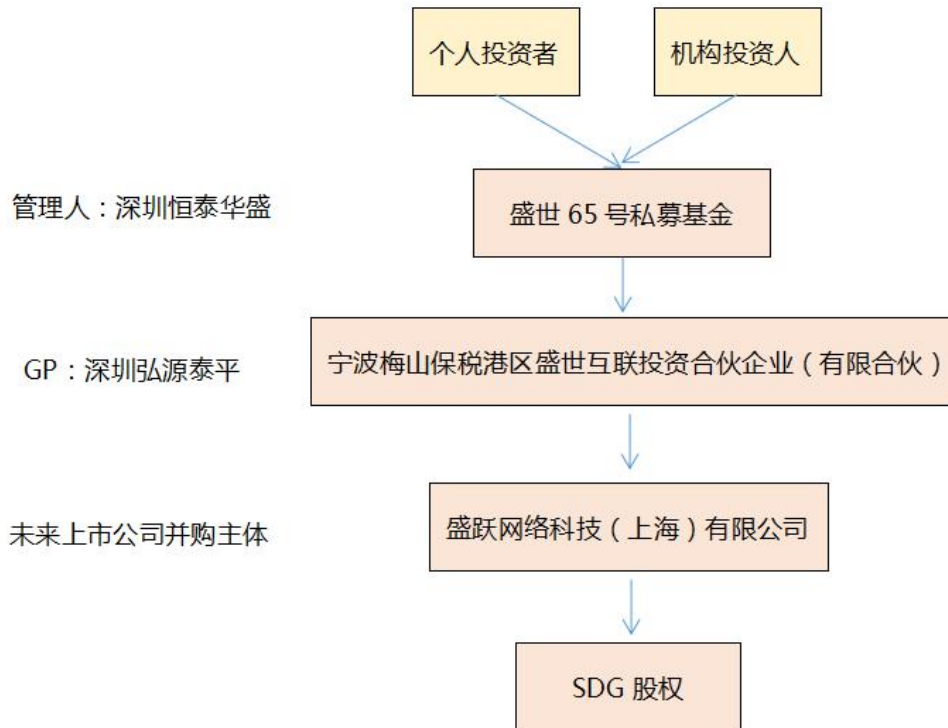 个人投资者
机构投资人
管理人：深圳恒泰华盛
盛世 65 号私募基金
GP：深圳弘源泰平
宁波梅山保税港区盛世互联投资合伙企业（有限合伙）
未来上市公司并购主体
盛跃网络科技（上海）有限公司
SDG 股权